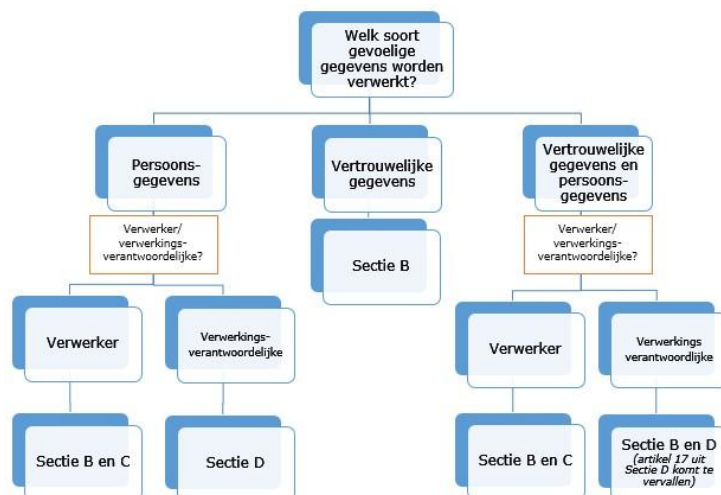 Welk soort
gevoelige
gegevens worden
verwerkt?
Persoons-
gegevens
Vertrouwelijke
gegevens
Vertrouwelijke
gegevens en
persoons-
gegevens
Verwerker/
verwerkings-
verantwoordelijke?
Sectie B
Verwerker/
verwerkings-
verantwoordelijke?
Verwerker
Verwerkings-
verantwoordelijke
Verwerker
Verwerkings
verantwoordlijke
Sectie B en C
Sectie D
Sectie B en C
Sectie B en D
(artikel 17 uit
Sectie D komt te
vervallen)